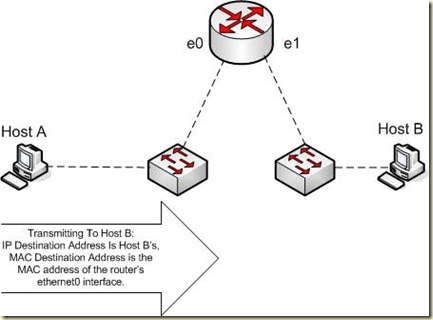 e0 e1
Host A
Host B
Transmitting To Host B:
IP Destination Address Is Host B's,
MAC Destination Address is the
MAC address of the router's
ethernet0 interface.